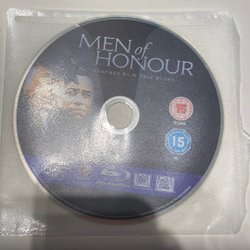 MEN of
HONOUR
INSPIRED BY A TRUE STORY...
15
15